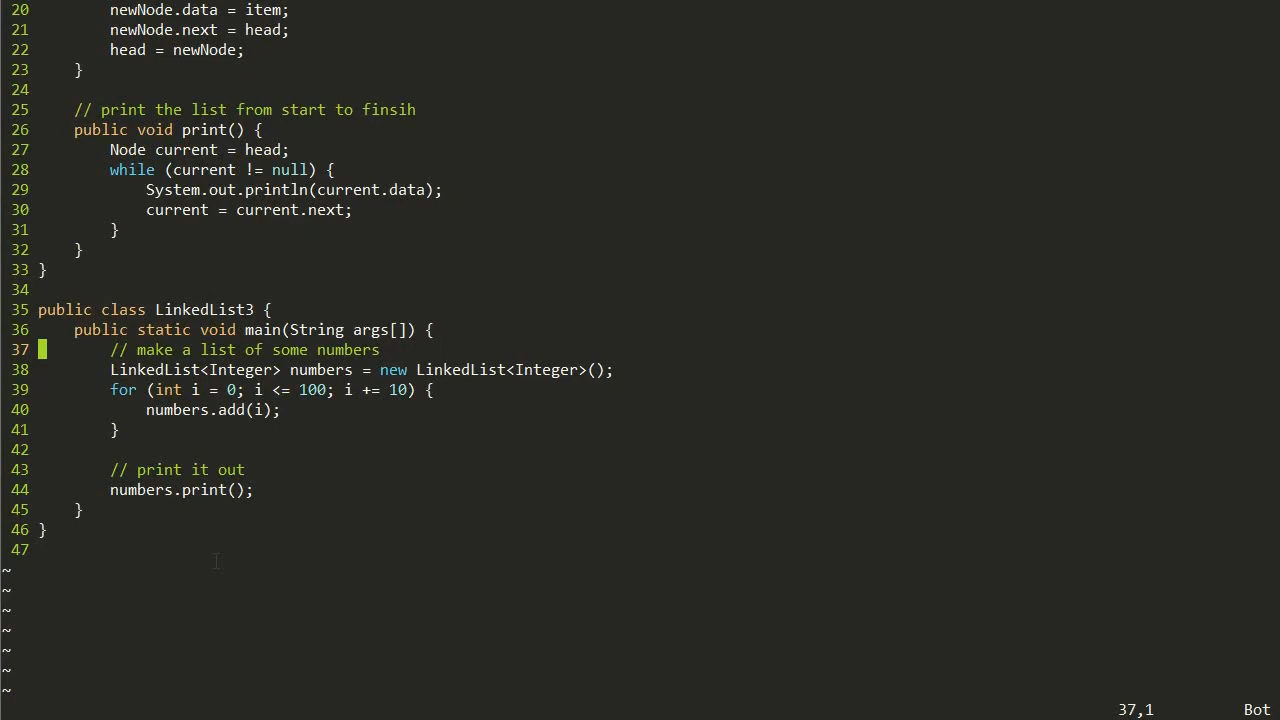 20         newNode.data = item;
21         newNode.next = head;
22         head = newNode;
23     }
24
25     // print the list from start to finsih
26     public void print() {
27         Node current = head;
28         while (current != null) {
29             System.out.println(current.data);
30             current = current.next;
31         }
32     }
33 }
34
35 public class LinkedList3 {
36     public static void main(String args[]) {
37         // make a list of some numbers
38         LinkedList<Integer> numbers = new LinkedList<Integer>();
39         for (int i = 0; i <= 100; i += 10) {
40             numbers.add(i);
41         }
42
43         // print it out
44         numbers.print();
45     }
46 }
47
~
~
~
~
~
~
~
37,1 Bot